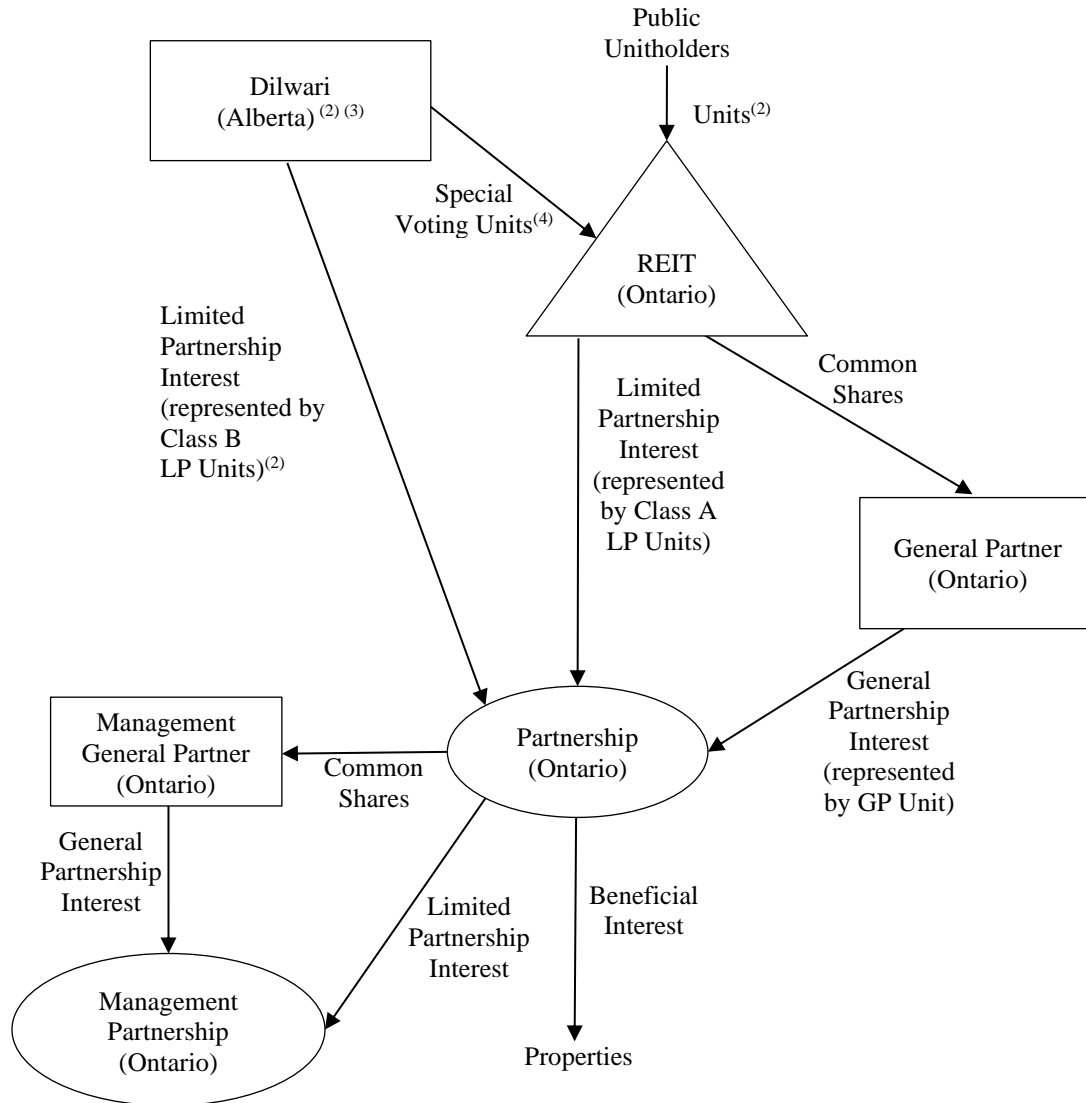 Public
Unitholders
Dilwari
(Alberta) (2) (3)
Units(2)
Special
Voting Units(4)
REIT
(Ontario)
Limited
Partnership
Interest
(represented by
Class B
LP Units)(2)
Limited
Partnership
Interest
(represented
by Class A
LP Units)
Common
Shares
General Partner
(Ontario)
General
Partnership
Interest
(represented
by GP Unit)
Management
General Partner
(Ontario)
Common
Shares
Partnership
(Ontario)
General
Partnership
Interest
Limited
Partnership
Interest
Beneficial
Interest
Management
Partnership
(Ontario)
Properties